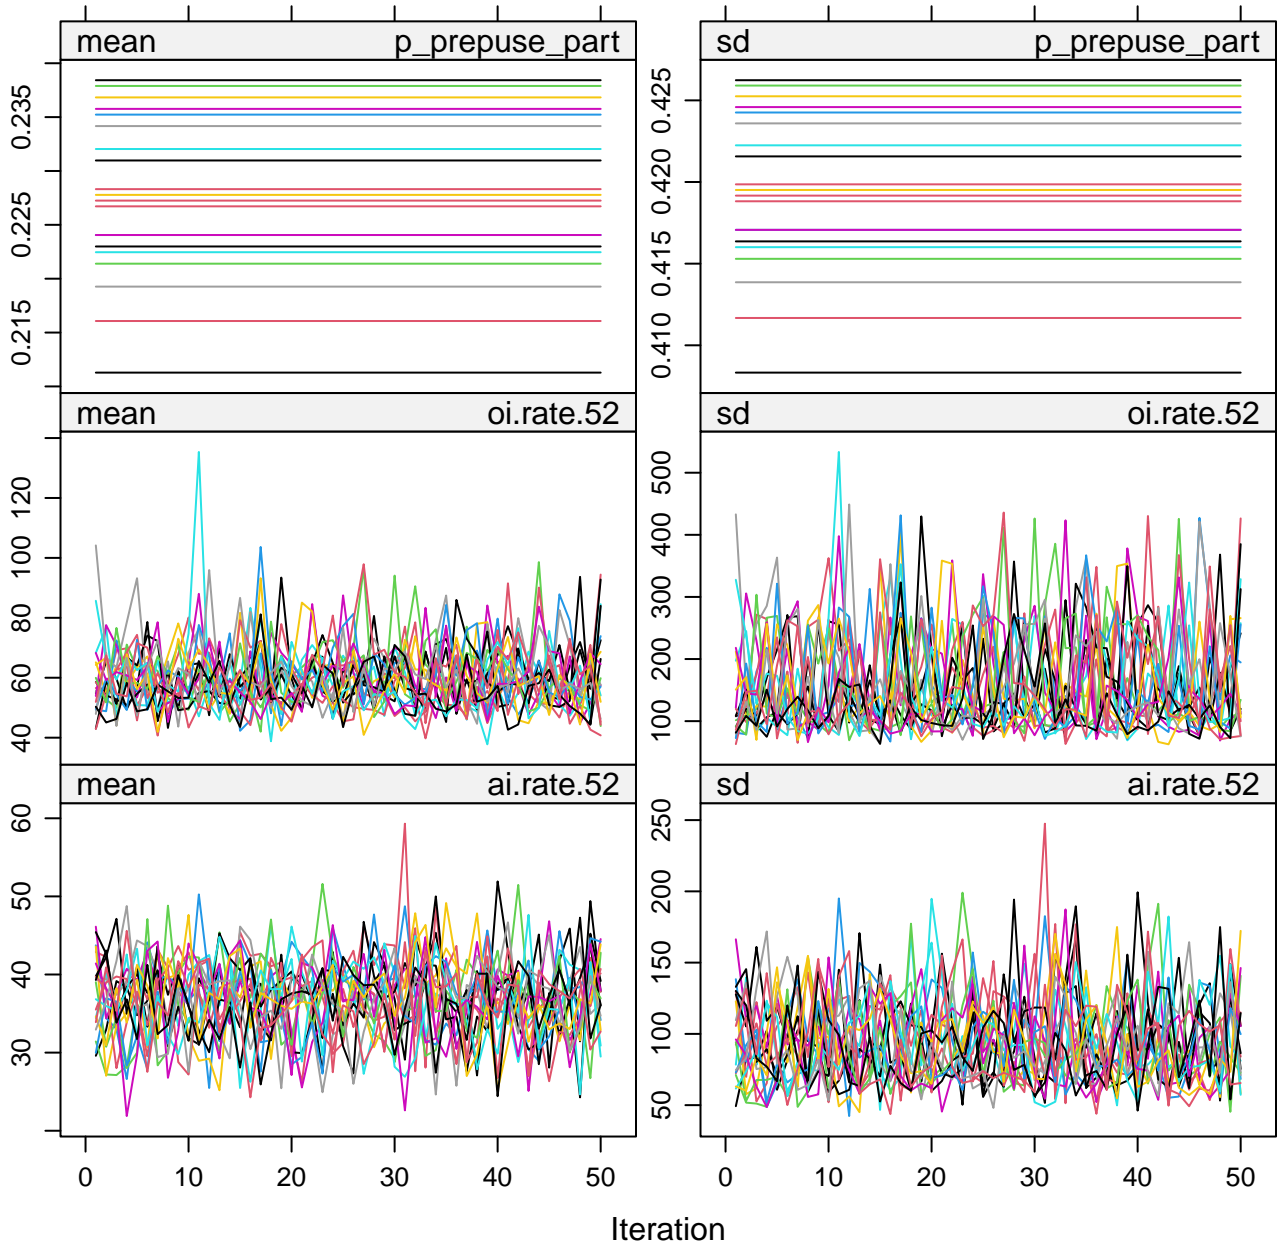 mean p_prepuse_part sd p_prepuse_part
0.215 0.225 0.235
0.410 0.415 0.420 0.425
mean oi.rate.52 sd oi.rate.52
40 60 80 100 120
100 200 300 400 500
mean ai.rate.52 sd ai.rate.52
30 40 50 60
50 100 150 200 250
0 10 20 30 40 50 0 10 20 30 40 50
Iteration